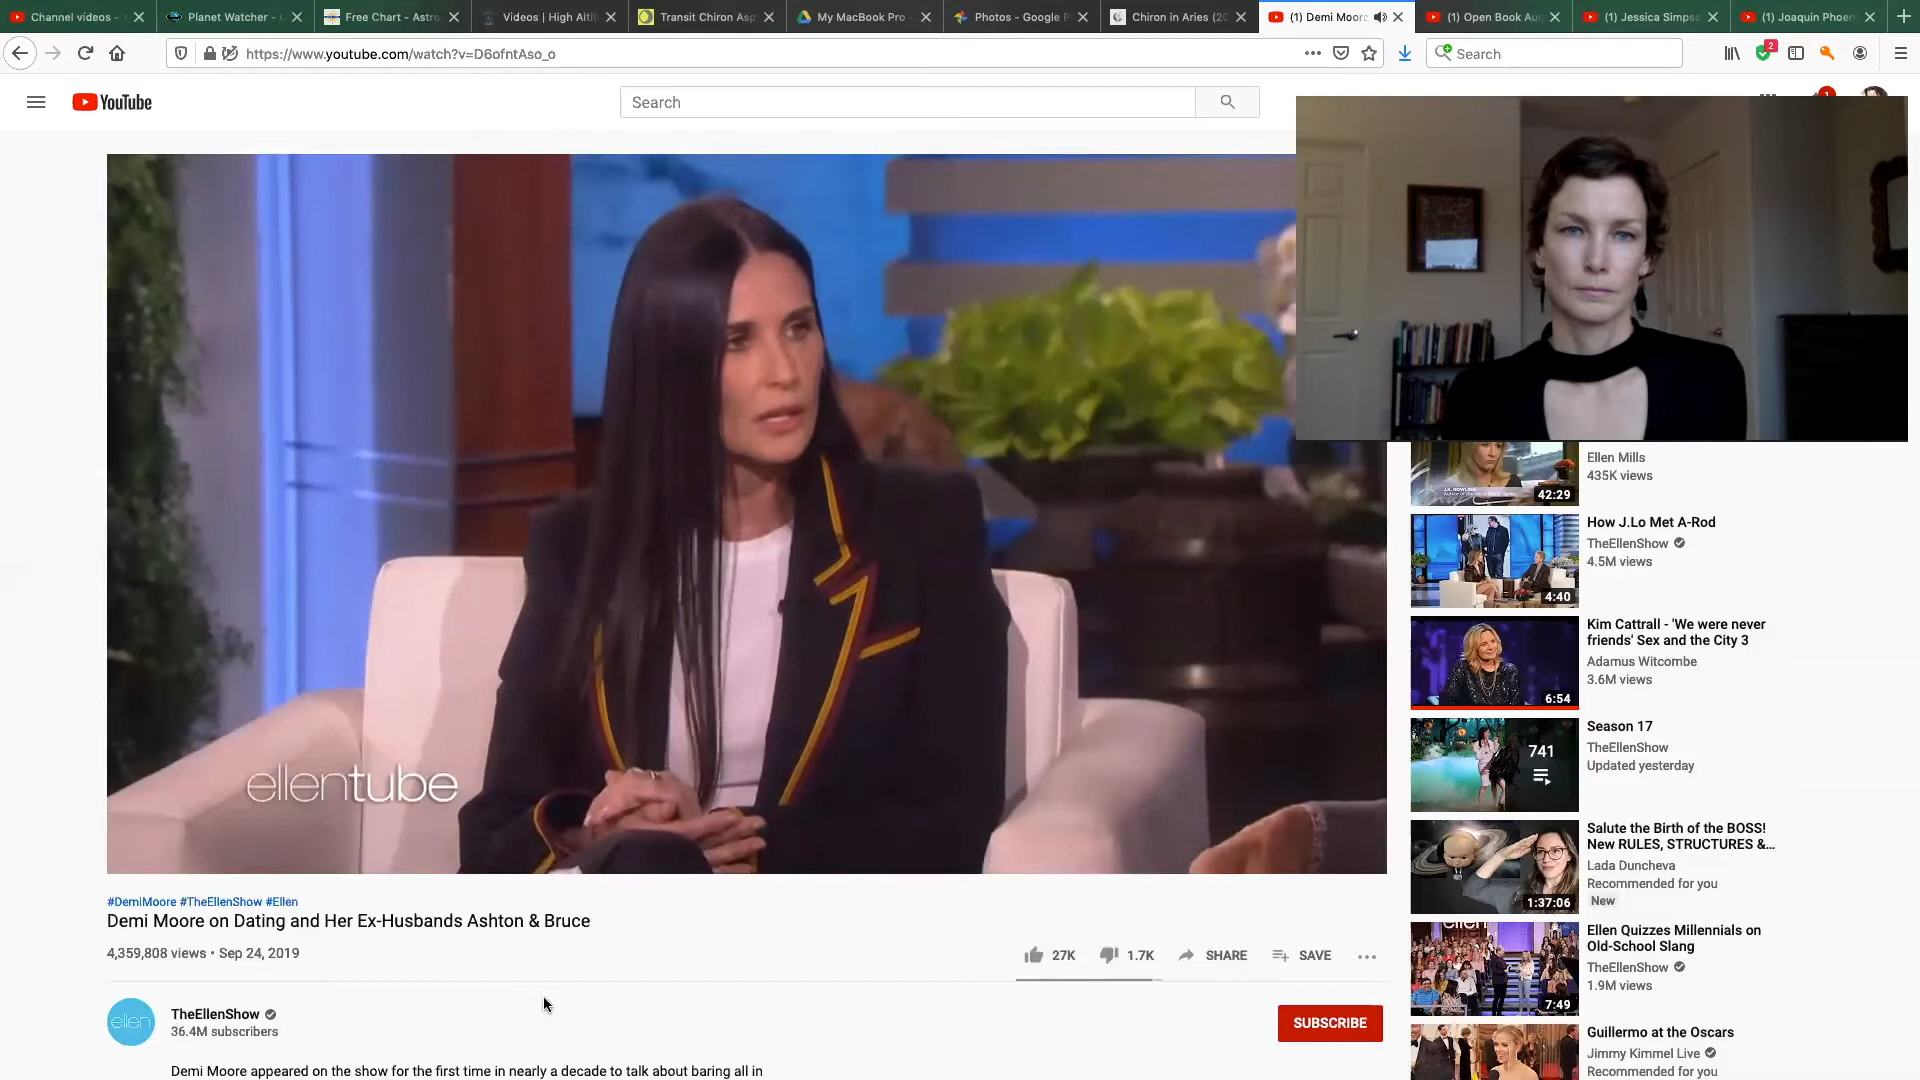 (1) Channel videos -
Planet Watcher -
Free Chart - Astro
Videos | High Alti
Transit Chiron Asp
My MacBook Pro -
Photos - Google P
Chiron in Aries (20
(1) Demi Moore
(1) Open Book Au
(1) Jessica Simps
(1) Joaquin Phoen
https://www.youtube.com/watch?v=D6ofntAso_o
Search
2
YouTube
Search
1
ellentube
Ellen Mills
435K views
42:29
How J.Lo Met A-Rod
TheEllenShow
4.5M views
4:40
Kim Cattrall - 'We were never
friends' Sex and the City 3
Adamus Witcombe
3.6M views
6:54
Season 17
TheEllenShow
Updated yesterday
741
Salute the Birth of the BOSS!
New RULES, STRUCTURES &...
Lada Duncheva
Recommended for you
New
1:37:06
Ellen Quizzes Millennials on
Old-School Slang
TheEllenShow
1.9M views
7:49
Guillermo at the Oscars
Jimmy Kimmel Live
Recommended for you
#DemiMoore #TheEllenShow #Ellen
Demi Moore on Dating and Her Ex-Husbands Ashton & Bruce
4,359,808 views • Sep 24, 2019
27K
1.7K
SHARE
SAVE
ellen
TheEllenShow
36.4M subscribers
SUBSCRIBE
Demi Moore appeared on the show for the first time in nearly a decade to talk about baring all in